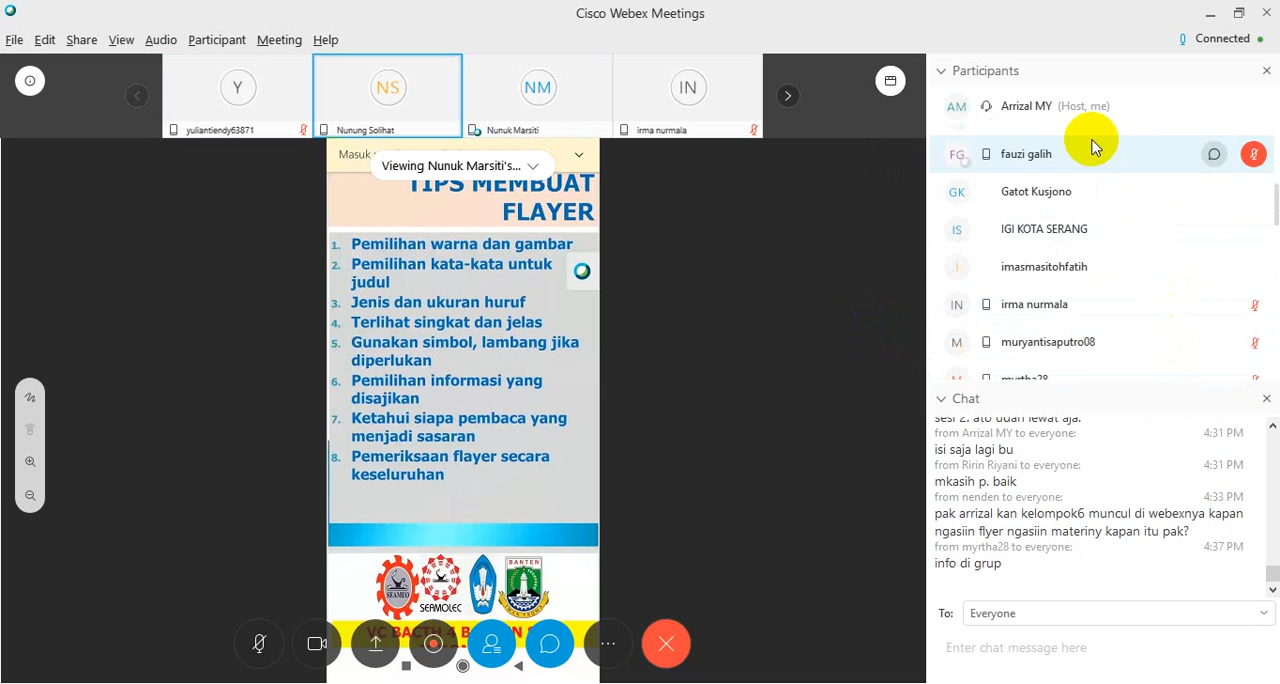 Cisco Webex Meetings
File Edit Share View Audio Participant Meeting Help
Connected
Y
NS
NM
IN
yuliantiendy63871
Nunung Solihat
Nunuk Marsiti
irma nurmala
Masuk
Viewing Nunuk Marsiti's...
TIPS MEMBUAT
FLAYER
1. Pemilihan warna dan gambar
2. Pemilihan kata-kata untuk
judul
3. Jenis dan ukuran huruf
4. Terlihat singkat dan jelas
5. Gunakan simbol, lambang jika
diperlukan
6. Pemilihan informasi yang
disajikan
7. Ketahui siapa pembaca yang
menjadi sasaran
8. Pemeriksaan flayer secara
keseluruhan
SEAMEO
SEAMOLEC
BANTEN
VC BACTH 4 B
Participants
AM Arrizal MY (Host, me)
FG fauzi galih
GK Gatot Kusjono
IS IGI KOTA SERANG
I imasmasitohfatih
IN irma nurmala
M muryantisaputro08
M myrtha28
Chat
sesi 2. ato udah lewat aja.
from Arrizal MY to everyone: 4:31 PM
isi saja lagi bu
from Ririn Riyani to everyone: 4:31 PM
mkasih p. baik
from nenden to everyone: 4:33 PM
pak arrizal kan kelompok6 muncul di webexnya kapan
ngasiin flyer ngasiin materiny kapan itu pak?
from myrtha28 to everyone: 4:37 PM
info di grup
To: Everyone
Enter chat message here